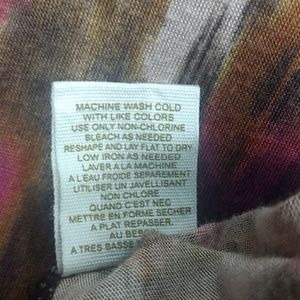 MACHINE WASH COLD
WITH LIKE COLORS
USE ONLY NON-CHLORINE
BLEACH AS NEEDED
RESHAPE AND LAY FLAT TO DRY
LOW IRON AS NEEDED
LAVER A LA MACHINE
A L'EAU FROIDE SEPAREMENT
UTILISER UN JAVELLISANT
NON CHLORE
QUAND C'EST NEC
METTRE EN FORME SECHER
A PLAT REPASSER
AU BESO
A TRES BASSE T